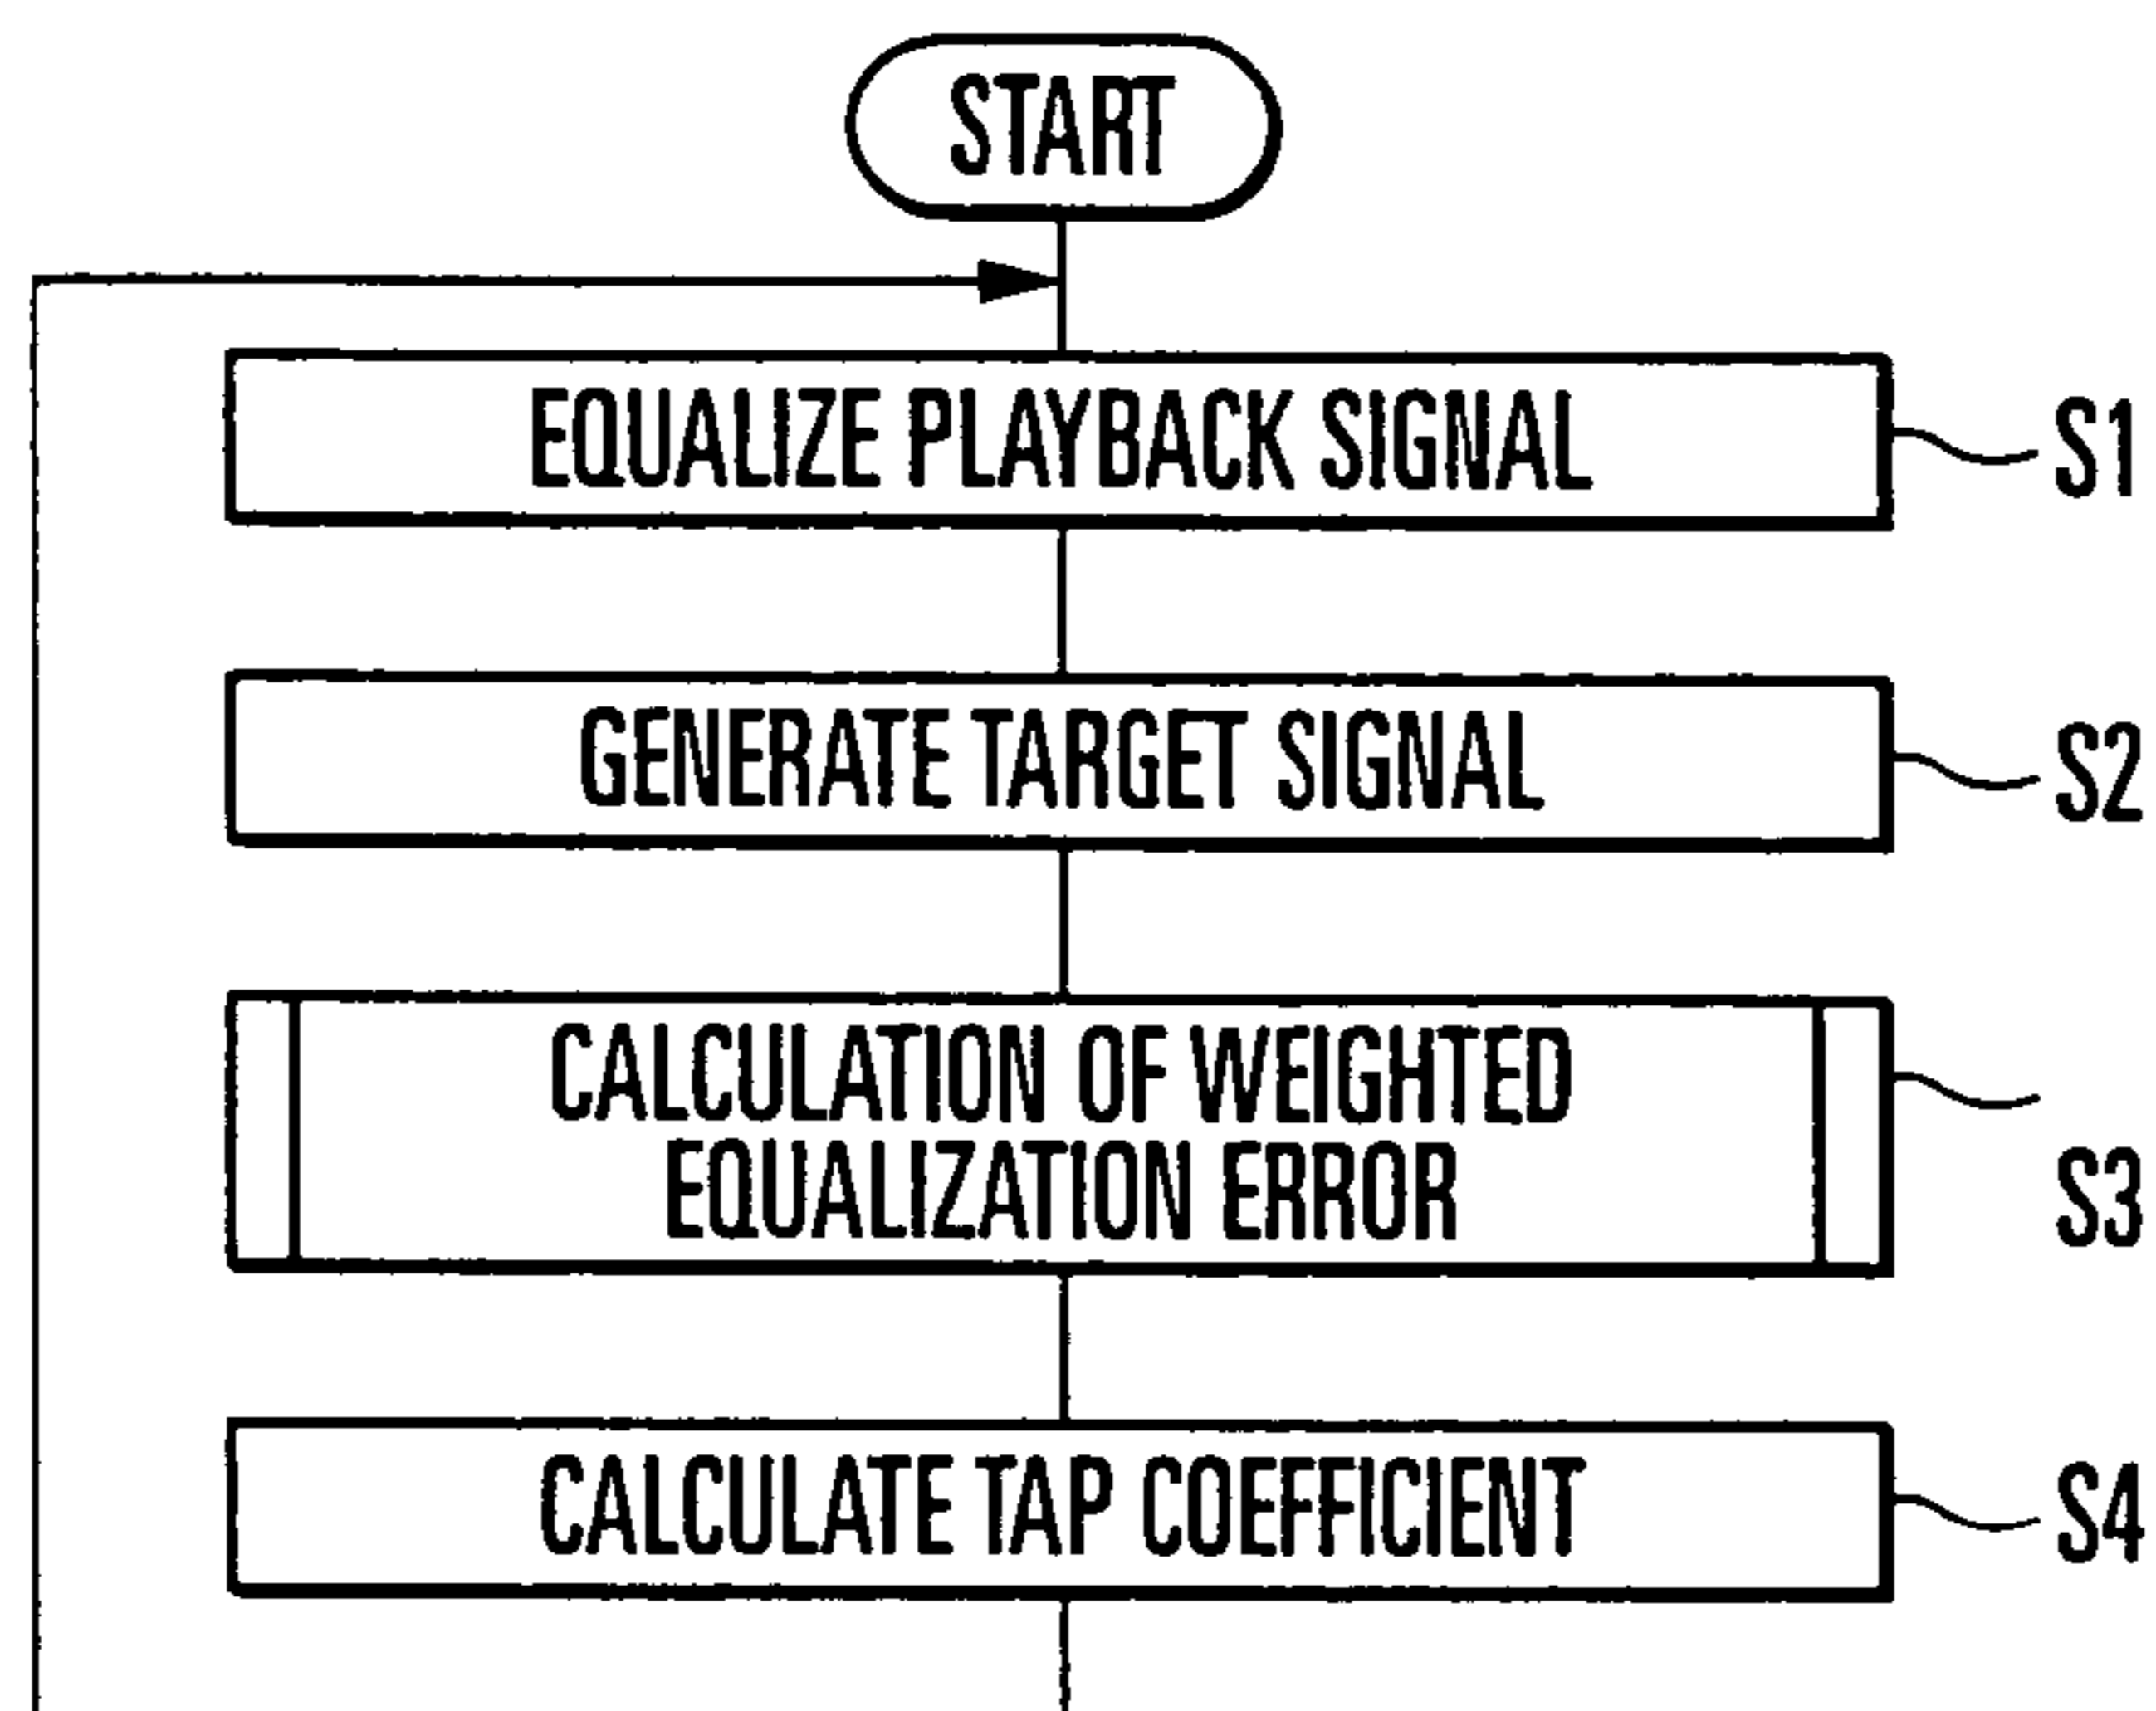 START
EQUALIZE PLAYBACK SIGNAL
S1
GENERATE TARGET SIGNAL
S2
CALCULATION OF WEIGHTED
EQUALIZATION ERROR
S3
CALCULATE TAP COEFFICIENT
S4